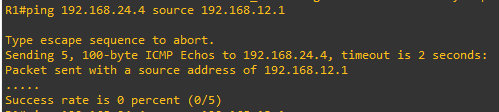 R1#ping 192.168.24.4 source 192.168.12.1
Type escape sequence to abort.
Sending 5, 100-byte ICMP Echos to 192.168.24.4, timeout is 2 seconds:
Packet sent with a source address of 192.168.12.1
.....
Success rate is 0 percent (0/5)